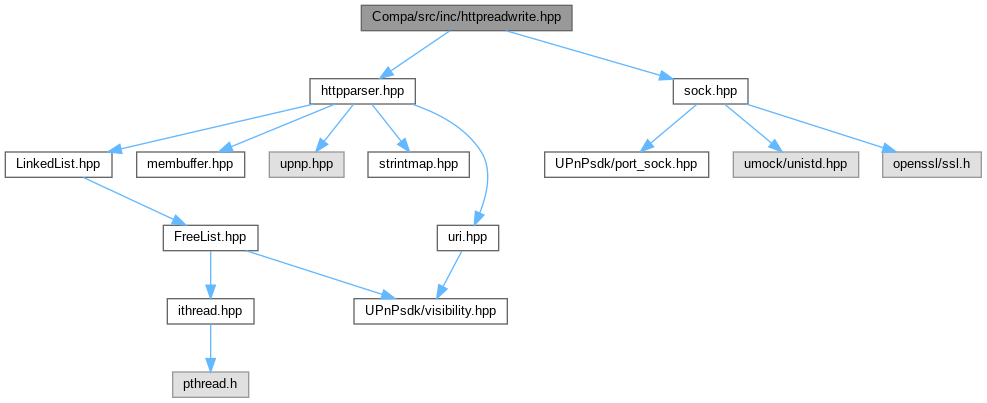 Compa/src/inc/httpreadwrite.hpp
httpparser.hpp
sock.hpp
LinkedList.hpp
membuffer.hpp
upnp.hpp
strintmap.hpp
UPnPsdk/port_sock.hpp
umock/unistd.hpp
openssl/ssl.h
FreeList.hpp
uri.hpp
ithread.hpp
UPnPsdk/visibility.hpp
pthread.h